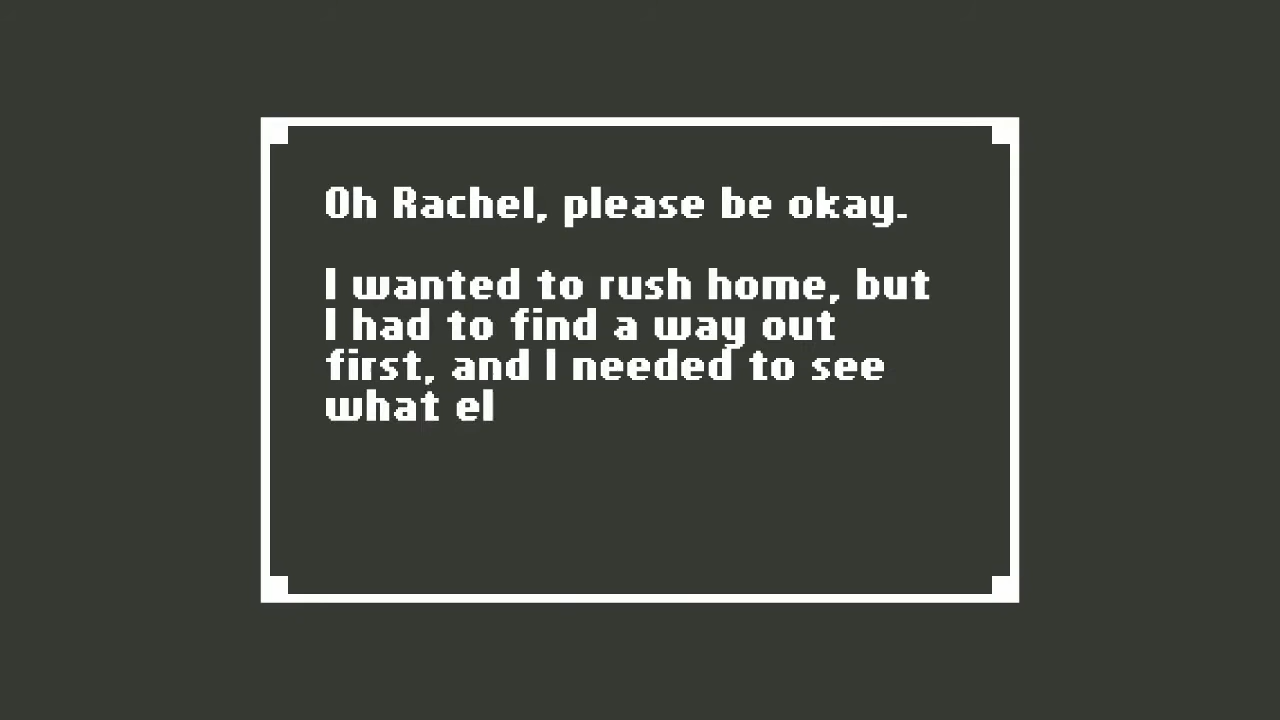 Oh Rachel, please be okay.
I wanted to rush home, but
I had to find a way out
first, and I needed to see
what el